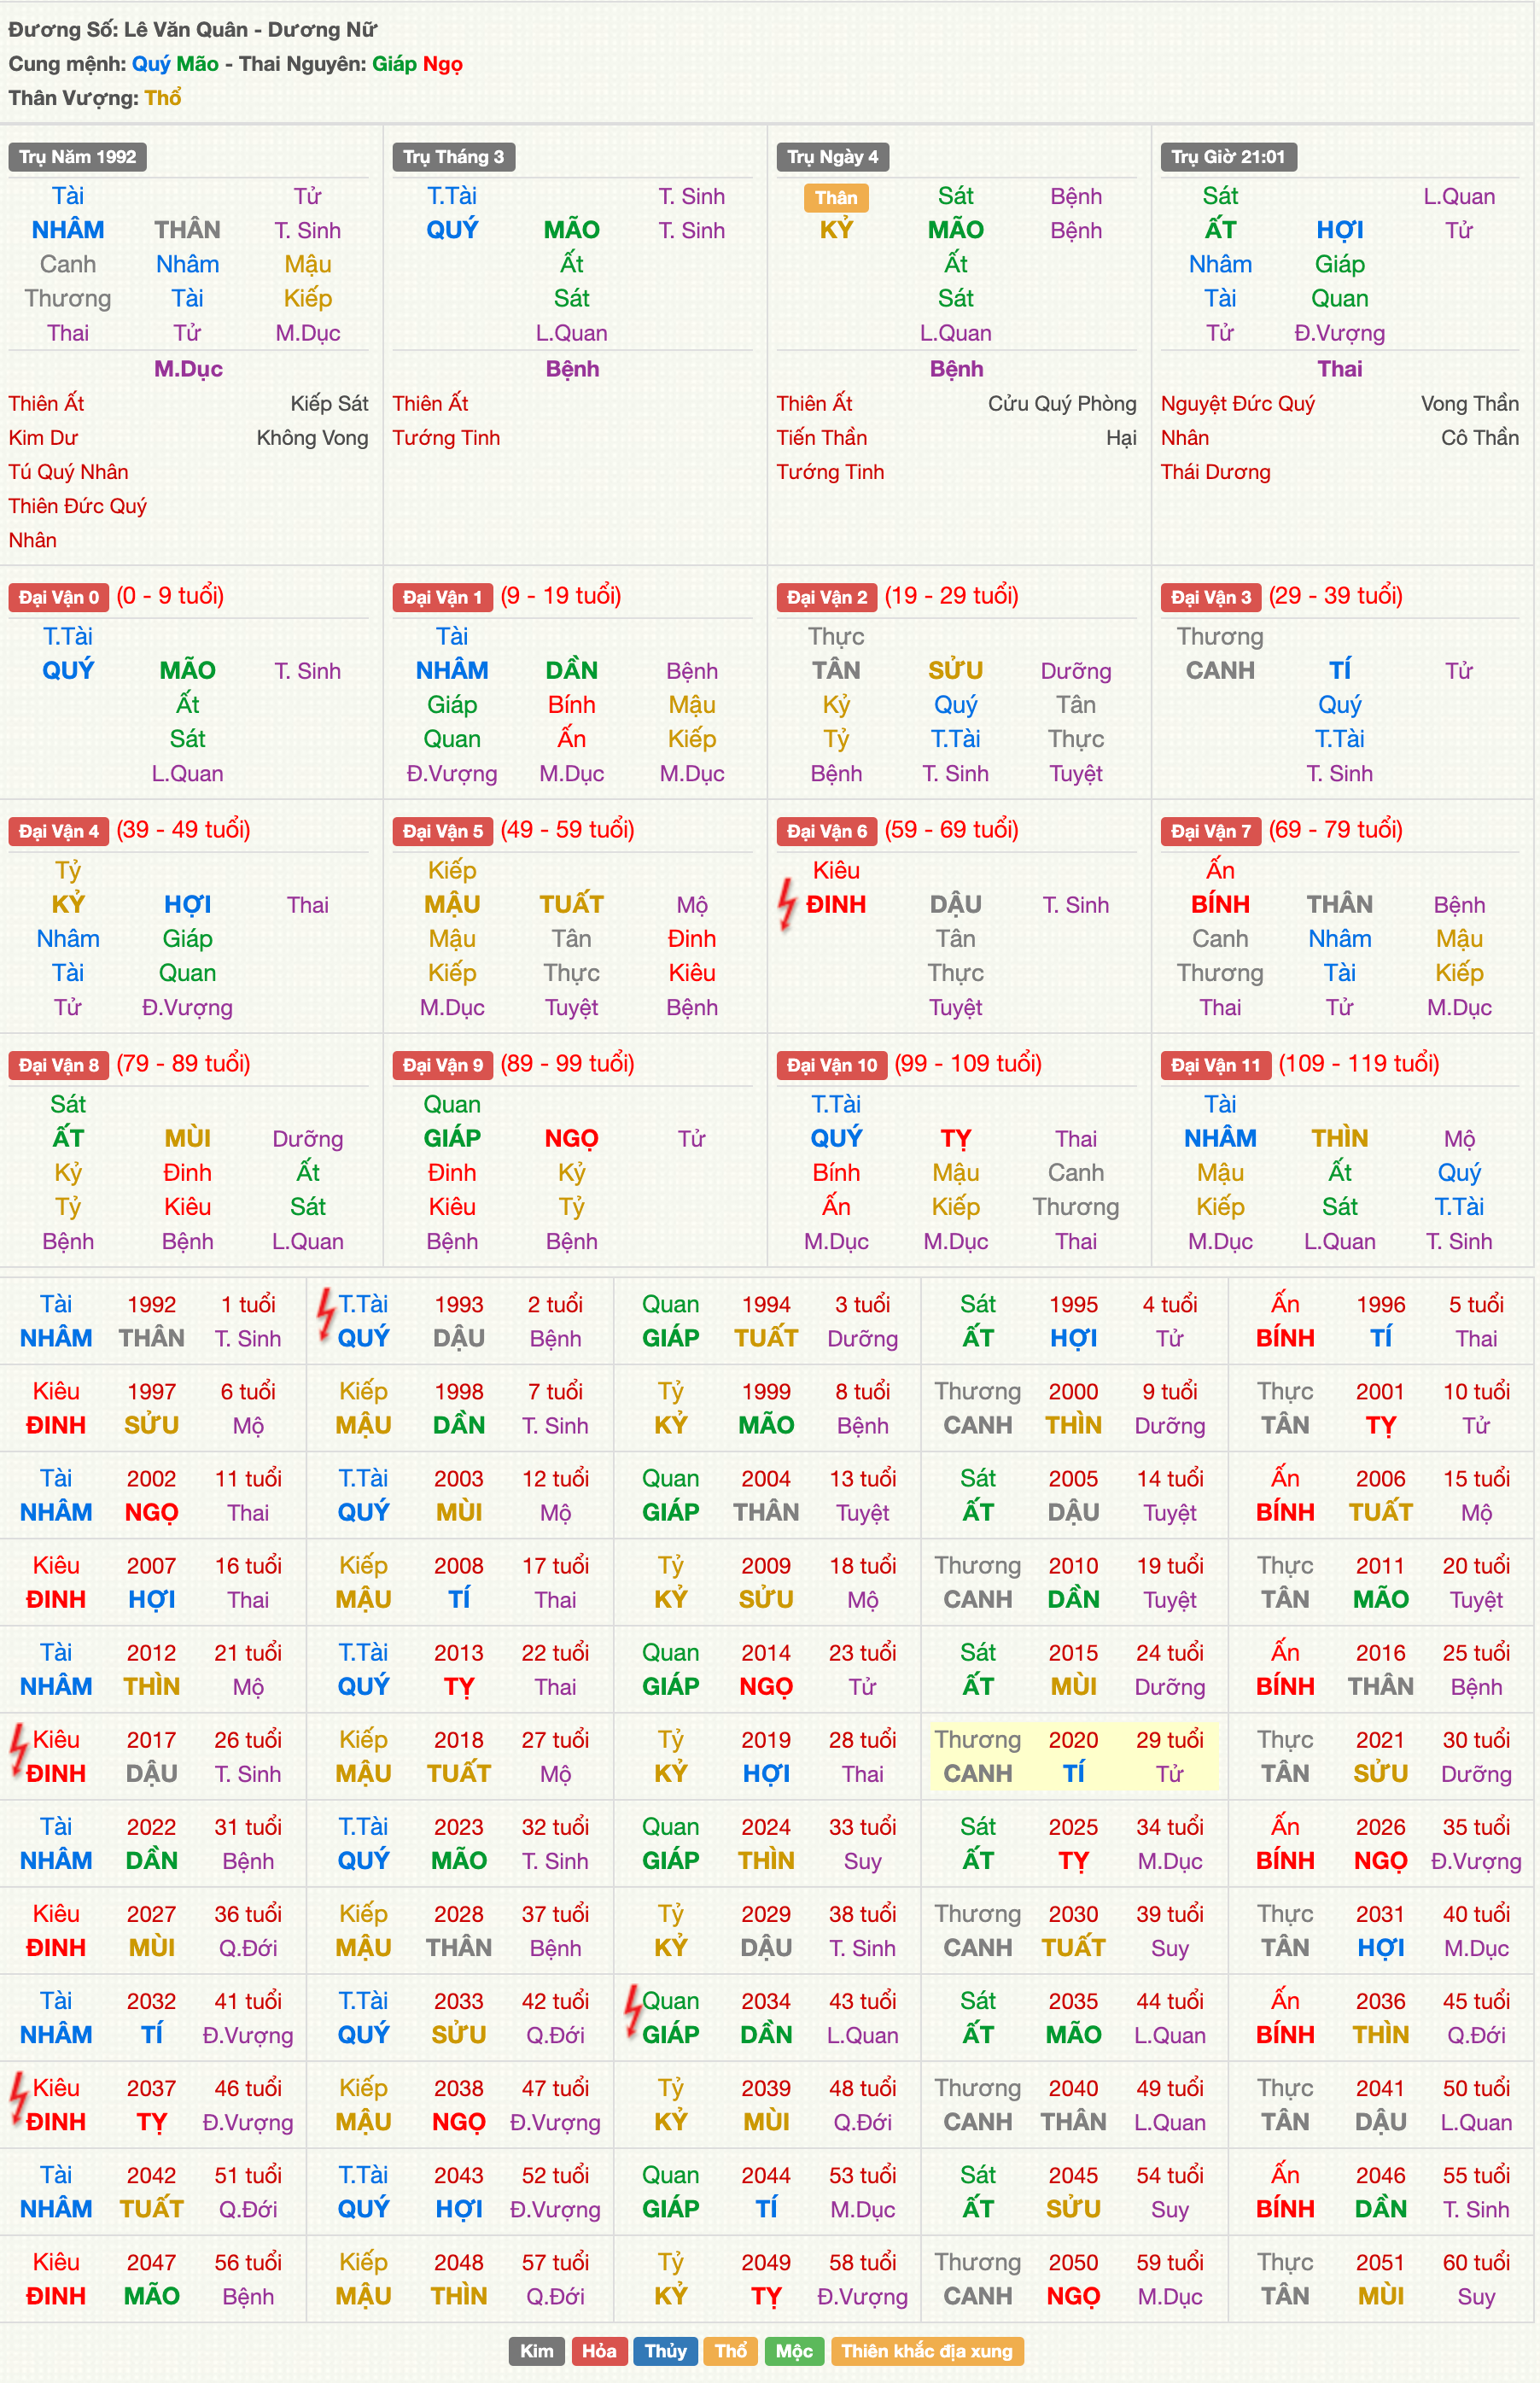 Đương Số: Lê Văn Quân - Dương Nữ
Cung mệnh: Quý Mão - Thai Nguyên: Giáp Ngọ
Thân Vượng: Thổ
Trụ Năm 1992
Tài Tử
NHÂM THÂN T. Sinh
Canh Nhâm Mậu
Thương Tài Kiếp
Thai Tử M.Dục
M.Dục
Thiên Ất Kiếp Sát
Kim Dư Không Vong
Tú Quý Nhân
Thiên Đức Quý
Nhân
Trụ Tháng 3
T.Tài T. Sinh
QUÝ MÃO T. Sinh
Ất
Sát
L.Quan
Bệnh
Thiên Ất
Tướng Tinh
Trụ Ngày 4
Thân Sát Bệnh
KỶ MÃO Bệnh
Ất
Sát
L.Quan
Bệnh
Thiên Ất Cửu Quý Phòng
Tiến Thần Hại
Tướng Tinh
Trụ Giờ 21:01
Sát L.Quan
ẤT HỢI Tử
Nhâm Giáp
Tài Quan
Tử Đ.Vượng
Thai
Nguyệt Đức Quý Vong Thần
Nhân Cô Thần
Thái Dương
Đại Vận 0 (0 - 9 tuổi)
T.Tài
QUÝ MÃO T. Sinh
Ất
Sát
L.Quan
Đại Vận 1 (9 - 19 tuổi)
Tài
NHÂM DẦN Bệnh
Giáp Bính Mậu
Quan Ấn Kiếp
Đ.Vượng M.Dục M.Dục
Đại Vận 2 (19 - 29 tuổi)
Thực
TÂN SỬU Dưỡng
Kỷ Quý Tân
Tỷ T.Tài Thực
Bệnh T. Sinh Tuyệt
Đại Vận 3 (29 - 39 tuổi)
Thương
CANH TÍ Tử
Quý
T.Tài
T. Sinh
Đại Vận 4 (39 - 49 tuổi)
Tỷ
KỶ HỢI Thai
Nhâm Giáp
Tài Quan
Tử Đ.Vượng
Đại Vận 5 (49 - 59 tuổi)
Kiếp
MẬU TUẤT Mộ
Mậu Tân Đinh
Kiếp Thực Kiêu
M.Dục Tuyệt Bệnh
Đại Vận 6 (59 - 69 tuổi)
Kiêu
ĐINH DẬU T. Sinh
Tân
Thực
Tuyệt
Đại Vận 7 (69 - 79 tuổi)
Ấn
BÍNH THÂN Bệnh
Canh Nhâm Mậu
Thương Tài Kiếp
Thai Tử M.Dục
Đại Vận 8 (79 - 89 tuổi)
Sát
ẤT MÙI Dưỡng
Kỷ Đinh Ất
Tỷ Kiêu Sát
Bệnh Bệnh L.Quan
Đại Vận 9 (89 - 99 tuổi)
Quan
GIÁP NGỌ Tử
Đinh Kỷ
Kiêu Tỷ
Bệnh Bệnh
Đại Vận 10 (99 - 109 tuổi)
T.Tài
QUÝ TỴ Thai
Bính Mậu Canh
Ấn Kiếp Thương
M.Dục M.Dục Thai
Đại Vận 11 (109 - 119 tuổi)
Tài
NHÂM THÌN Mộ
Mậu Ất Quý
Kiếp Sát T.Tài
M.Dục L.Quan T. Sinh
Tài 1992 1 tuổi T.Tài 1993 2 tuổi Quan 1994 3 tuổi Sát 1995 4 tuổi Ấn 1996 5 tuổi
NHÂM THÂN T. Sinh QUÝ DẬU Bệnh GIÁP TUẤT Dưỡng ẤT HỢI Tử BÍNH TÍ Thai
Kiêu 1997 6 tuổi Kiếp 1998 7 tuổi Tỷ 1999 8 tuổi Thương 2000 9 tuổi Thực 2001 10 tuổi
ĐINH SỬU Mộ MẬU DẦN T. Sinh KỶ MÃO Bệnh CANH THÌN Dưỡng TÂN TỴ Tử
Tài 2002 11 tuổi T.Tài 2003 12 tuổi Quan 2004 13 tuổi Sát 2005 14 tuổi Ấn 2006 15 tuổi
NHÂM NGỌ Thai QUÝ MÙI Mộ GIÁP THÂN Tuyệt ẤT DẬU Tuyệt BÍNH TUẤT Mộ
Kiêu 2007 16 tuổi Kiếp 2008 17 tuổi Tỷ 2009 18 tuổi Thương 2010 19 tuổi Thực 2011 20 tuổi
ĐINH HỢI Thai MẬU TÍ Thai KỶ SỬU Mộ CANH DẦN Tuyệt TÂN MÃO Tuyệt
Tài 2012 21 tuổi T.Tài 2013 22 tuổi Quan 2014 23 tuổi Sát 2015 24 tuổi Ấn 2016 25 tuổi
NHÂM THÌN Mộ QUÝ TỴ Thai GIÁP NGỌ Tử ẤT MÙI Dưỡng BÍNH THÂN Bệnh
Kiêu 2017 26 tuổi Kiếp 2018 27 tuổi Tỷ 2019 28 tuổi Thương 2020 29 tuổi Thực 2021 30 tuổi
ĐINH DẬU T. Sinh MẬU TUẤT Mộ KỶ HỢI Thai CANH TÍ Tử TÂN SỬU Dưỡng
Tài 2022 31 tuổi T.Tài 2023 32 tuổi Quan 2024 33 tuổi Sát 2025 34 tuổi Ấn 2026 35 tuổi
NHÂM DẦN Bệnh QUÝ MÃO T. Sinh GIÁP THÌN Suy ẤT TỴ M.Dục BÍNH NGỌ Đ.Vượng
Kiêu 2027 36 tuổi Kiếp 2028 37 tuổi Tỷ 2029 38 tuổi Thương 2030 39 tuổi Thực 2031 40 tuổi
ĐINH MÙI Q.Đới MẬU THÂN Bệnh KỶ DẬU T. Sinh CANH TUẤT Suy TÂN HỢI M.Dục
Tài 2032 41 tuổi T.Tài 2033 42 tuổi Quan 2034 43 tuổi Sát 2035 44 tuổi Ấn 2036 45 tuổi
NHÂM TÍ Đ.Vượng QUÝ SỬU Q.Đới GIÁP DẦN L.Quan ẤT MÃO L.Quan BÍNH THÌN Q.Đới
Kiêu 2037 46 tuổi Kiếp 2038 47 tuổi Tỷ 2039 48 tuổi Thương 2040 49 tuổi Thực 2041 50 tuổi
ĐINH TỴ Đ.Vượng MẬU NGỌ Đ.Vượng KỶ MÙI Q.Đới CANH THÂN L.Quan TÂN DẬU L.Quan
Tài 2042 51 tuổi T.Tài 2043 52 tuổi Quan 2044 53 tuổi Sát 2045 54 tuổi Ấn 2046 55 tuổi
NHÂM TUẤT Q.Đới QUÝ HỢI Đ.Vượng GIÁP TÍ M.Dục ẤT SỬU Suy BÍNH DẦN T. Sinh
Kiêu 2047 56 tuổi Kiếp 2048 57 tuổi Tỷ 2049 58 tuổi Thương 2050 59 tuổi Thực 2051 60 tuổi
ĐINH MÃO Bệnh MẬU THÌN Q.Đới KỶ TỴ Đ.Vượng CANH NGỌ M.Dục TÂN MÙI Suy
Kim Hỏa Thủy Thổ Mộc Thiên khắc địa xung